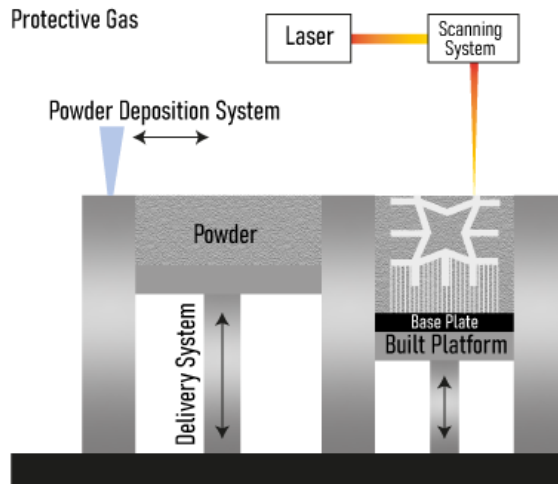 Protective Gas
Laser
Scanning
System
Powder Deposition System
Powder
Delivery System
Base Plate
Built Platform